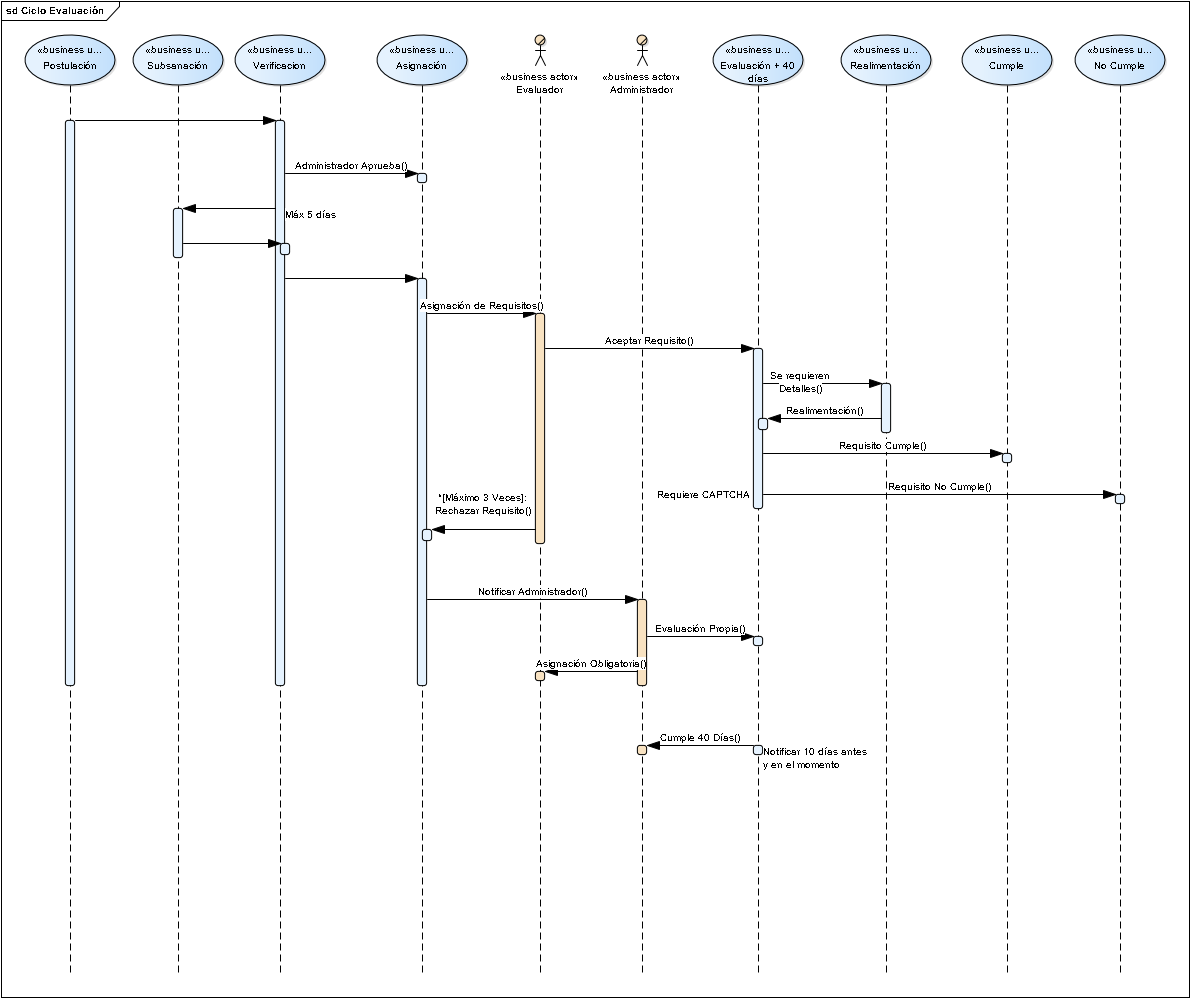 sd Ciclo Evaluación
«business u...
Postulación
«business u...
Subsanación
«business u...
Verificacion
«business u...
Asignación
«business actor»
Evaluador
«business actor»
Administrador
«business u...
Evaluación + 40
días
«business u...
Realimentación
«business u...
Cumple
«business u...
No Cumple
Administrador Aprueba()
Máx 5 días
Asignación de Requisitos()
Aceptar Requisito()
Se requieren
Detalles()
Realimentación()
Requisito Cumple()
Requiere CAPTCHA
Requisito No Cumple()
*[Máximo 3 Veces]:
Rechazar Requisito()
Notificar Administrador()
Evaluación Propia()
Asignación Obligatoria()
Cumple 40 Días()
Notificar 10 días antes
y en el momento